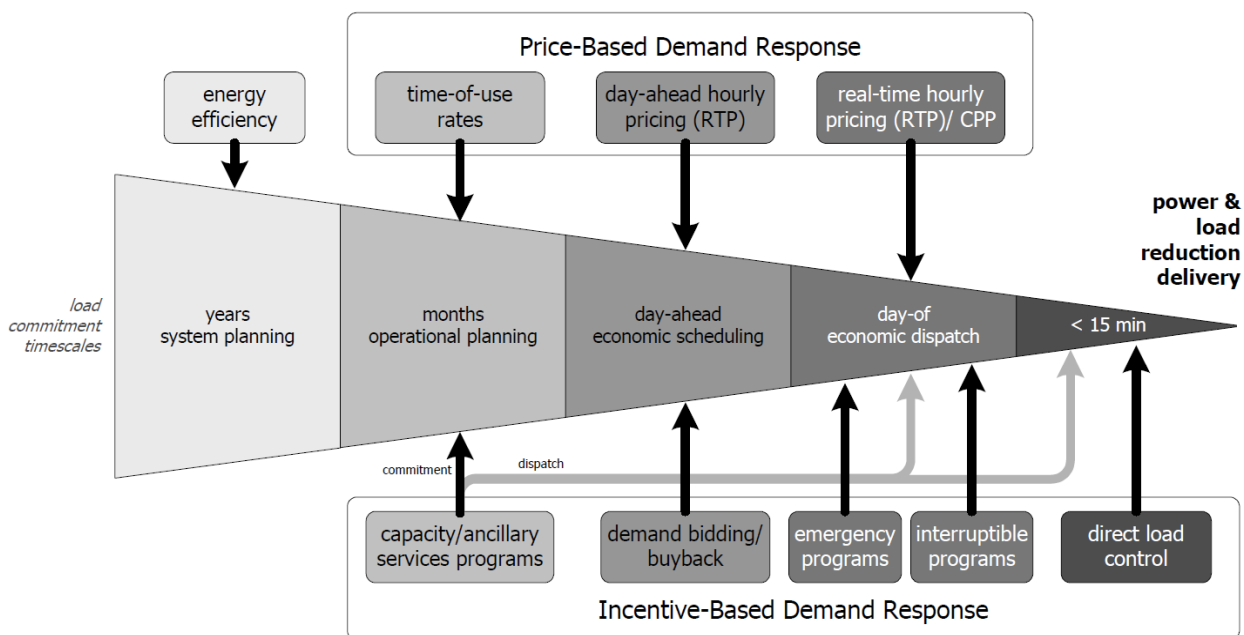 Price-Based Demand Response
energy
efficiency
time-of-use
rates
day-ahead hourly
pricing (RTP)
real-time hourly
pricing (RTP)/ CPP
power &
load
reduction
delivery
load
commitment
timescales
years
system planning
months
operational planning
day-ahead
economic scheduling
day-of
economic dispatch
< 15 min
commitment
dispatch
capacity/ancillary
services programs
demand bidding/
buyback
emergency
programs
interruptible
programs
direct load
control
Incentive-Based Demand Response